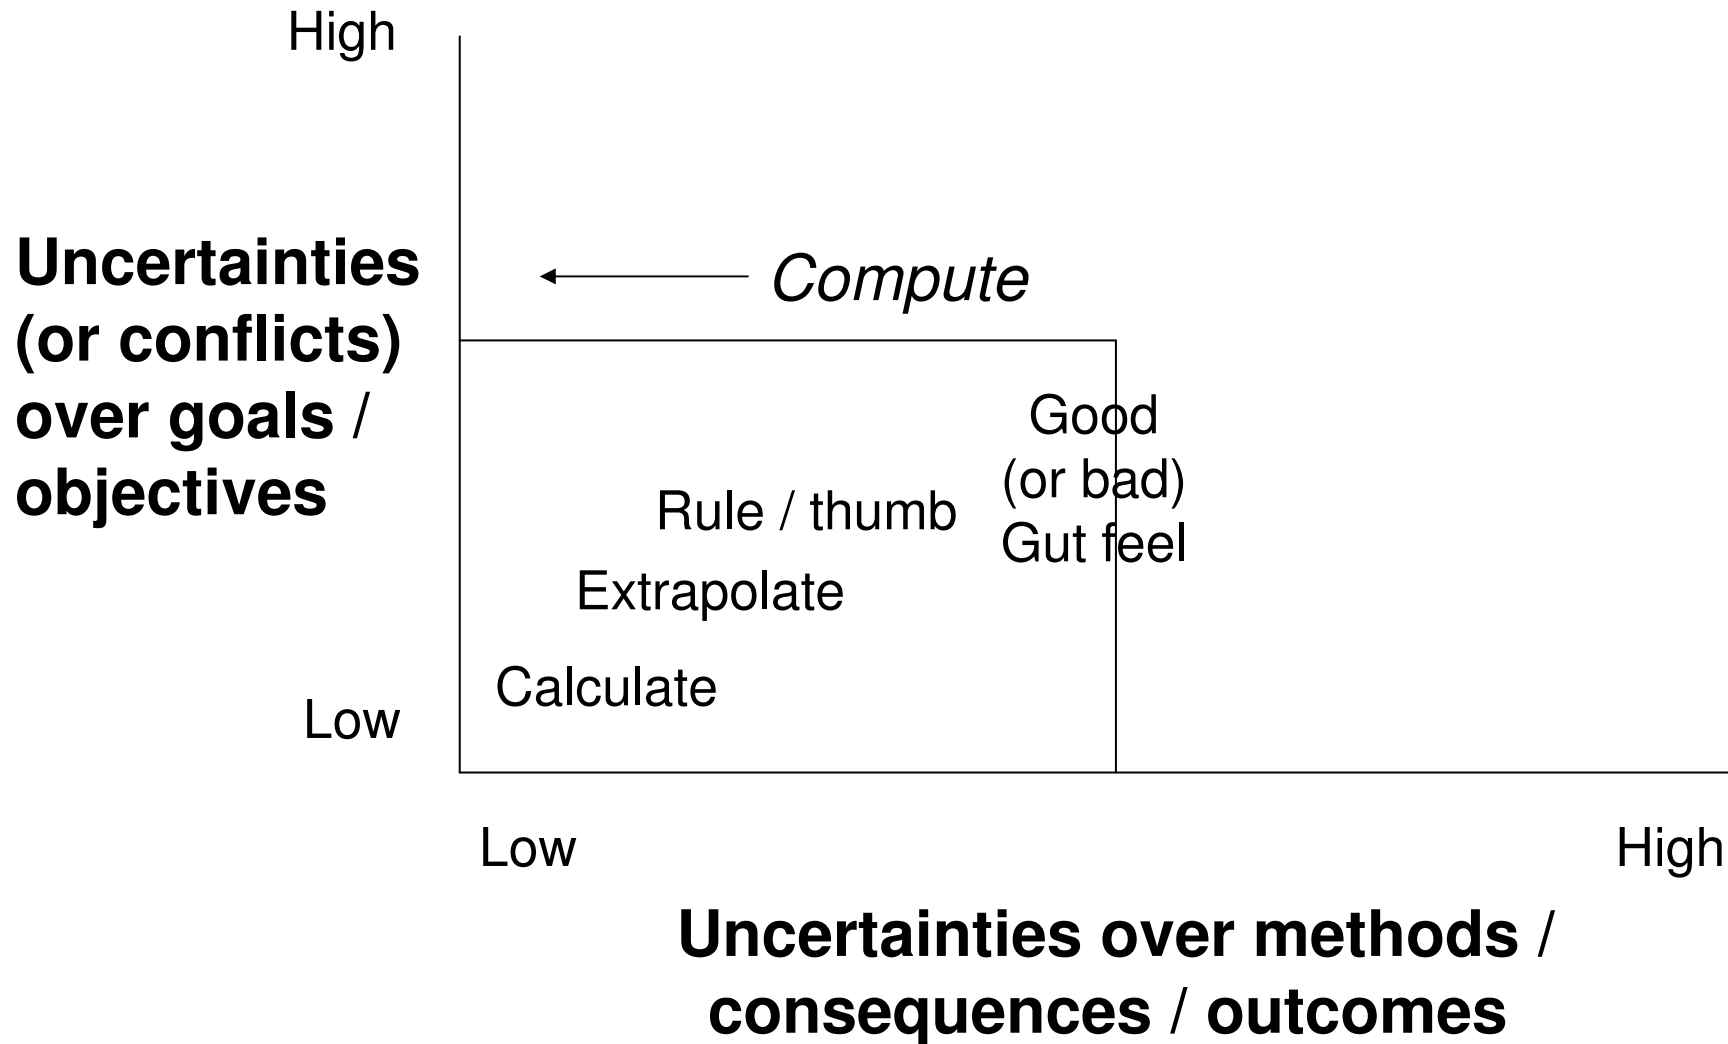 High
Uncertainties
(or conflicts)
over goals /
objectives
Compute
Good
(or bad)
Gut feel
Rule / thumb
Extrapolate
Calculate
Low
Low
High
Uncertainties over methods /
consequences / outcomes